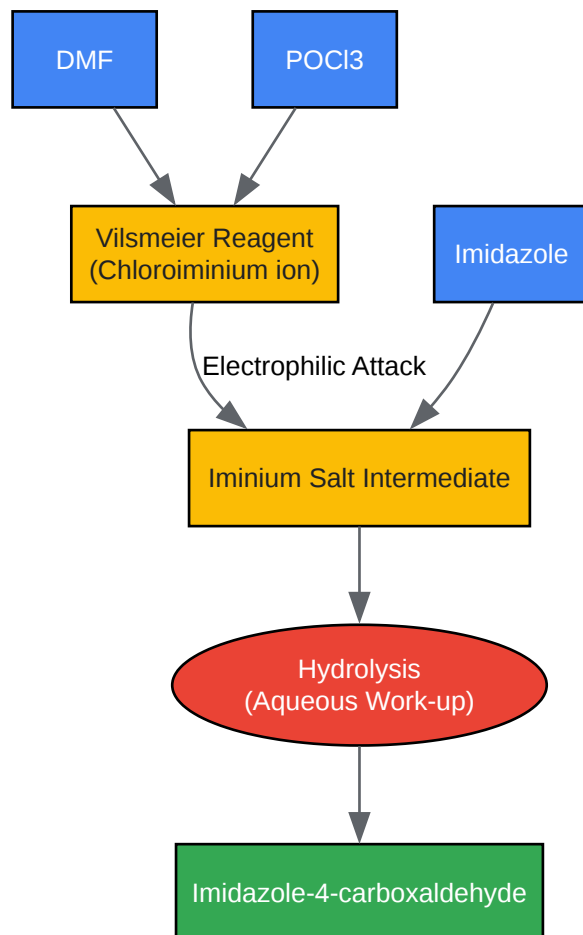 DMF
POCl3
Vilsmeier Reagent
(Chloroiminium ion)
Imidazole
Electrophilic Attack
Iminium Salt Intermediate
Hydrolysis
(Aqueous Work-up)
Imidazole-4-carboxaldehyde